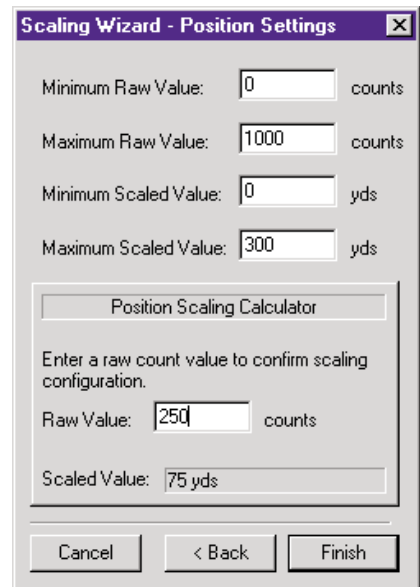 Scaling Wizard - Position Settings
Minimum Raw Value: 0 counts
Maximum Raw Value: 1000 counts
Minimum Scaled Value: 0 yds
Maximum Scaled Value: 300 yds
Position Scaling Calculator
Enter a raw count value to confirm scaling
configuration.
Raw Value: 250 counts
Scaled Value: 75 yds
Cancel < Back Finish